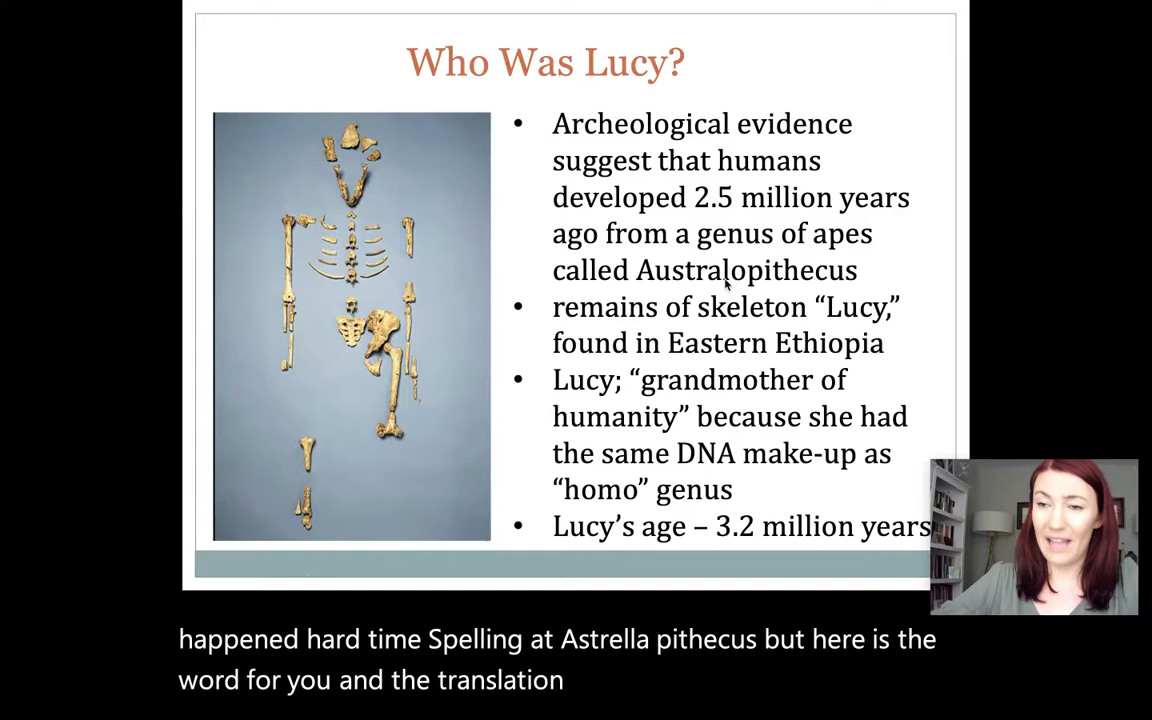 Who Was Lucy?
• Archeological evidence
suggest that humans
developed 2.5 million years
ago from a genus of apes
called Australopithecus
• remains of skeleton “Lucy,”
found in Eastern Ethiopia
• Lucy; “grandmother of
humanity” because she had
the same DNA make-up as
“homo” genus
• Lucy’s age – 3.2 million years
happened hard time Spelling at Astrella pithecus but here is the
word for you and the translation